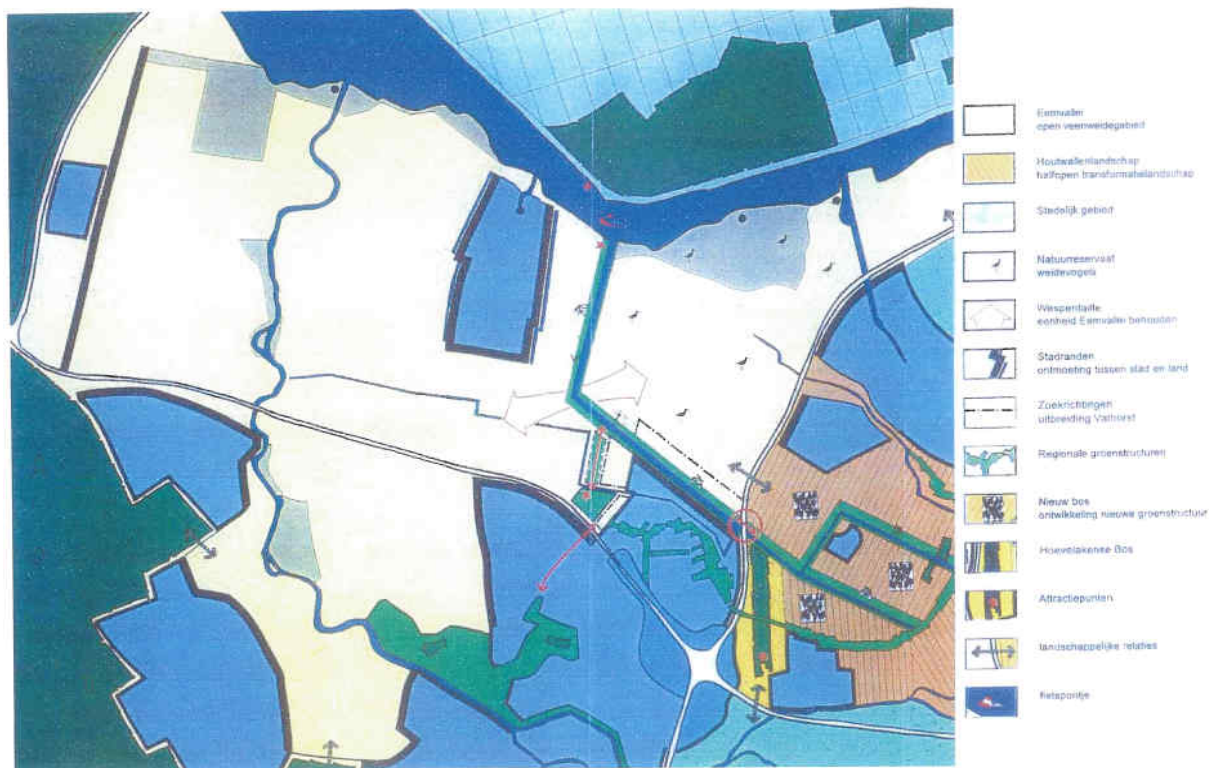 Eemvallei
open veenweidegebied
Houtwallenlandschap
halfopen transformatielandschap
Stedelijk gebied
Natuurreservaat
weidevogels
Wespentaille
eenheid Eemvallei behouden
Stadranden
ontmoeting tussen stad en land
Zoekrichtingen
uitbreiding Vathorst
Regionale groenstructuren
Nieuw bos
ontwikkeling nieuwe groenstructuur
Hoevelakense Bos
Attractiepunten
landschappelijke relaties
fietspontje